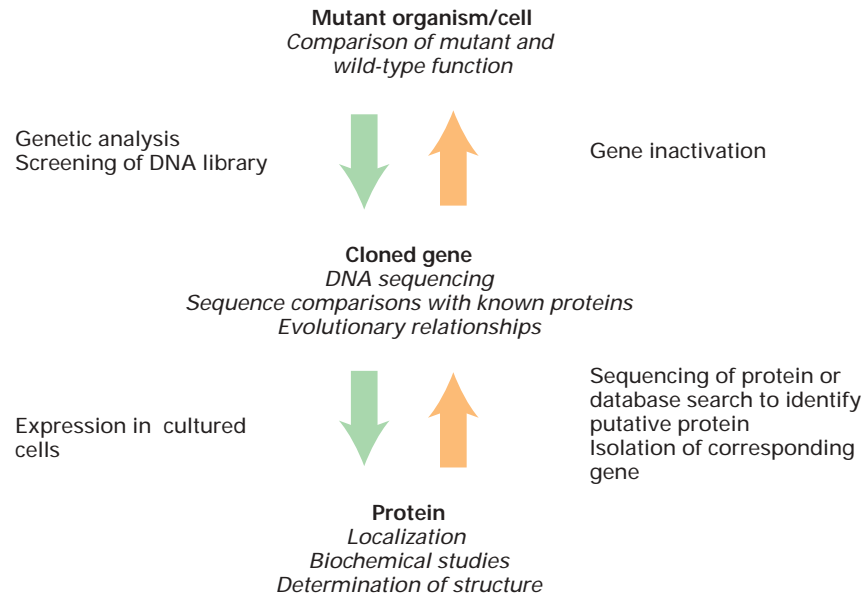 Mutant organism/cell
Comparison of mutant and
wild-type function
Genetic analysis
Screening of DNA library
Gene inactivation
Cloned gene
DNA sequencing
Sequence comparisons with known proteins
Evolutionary relationships
Expression in cultured
cells
Sequencing of protein or
database search to identify
putative protein
Isolation of corresponding
gene
Protein
Localization
Biochemical studies
Determination of structure